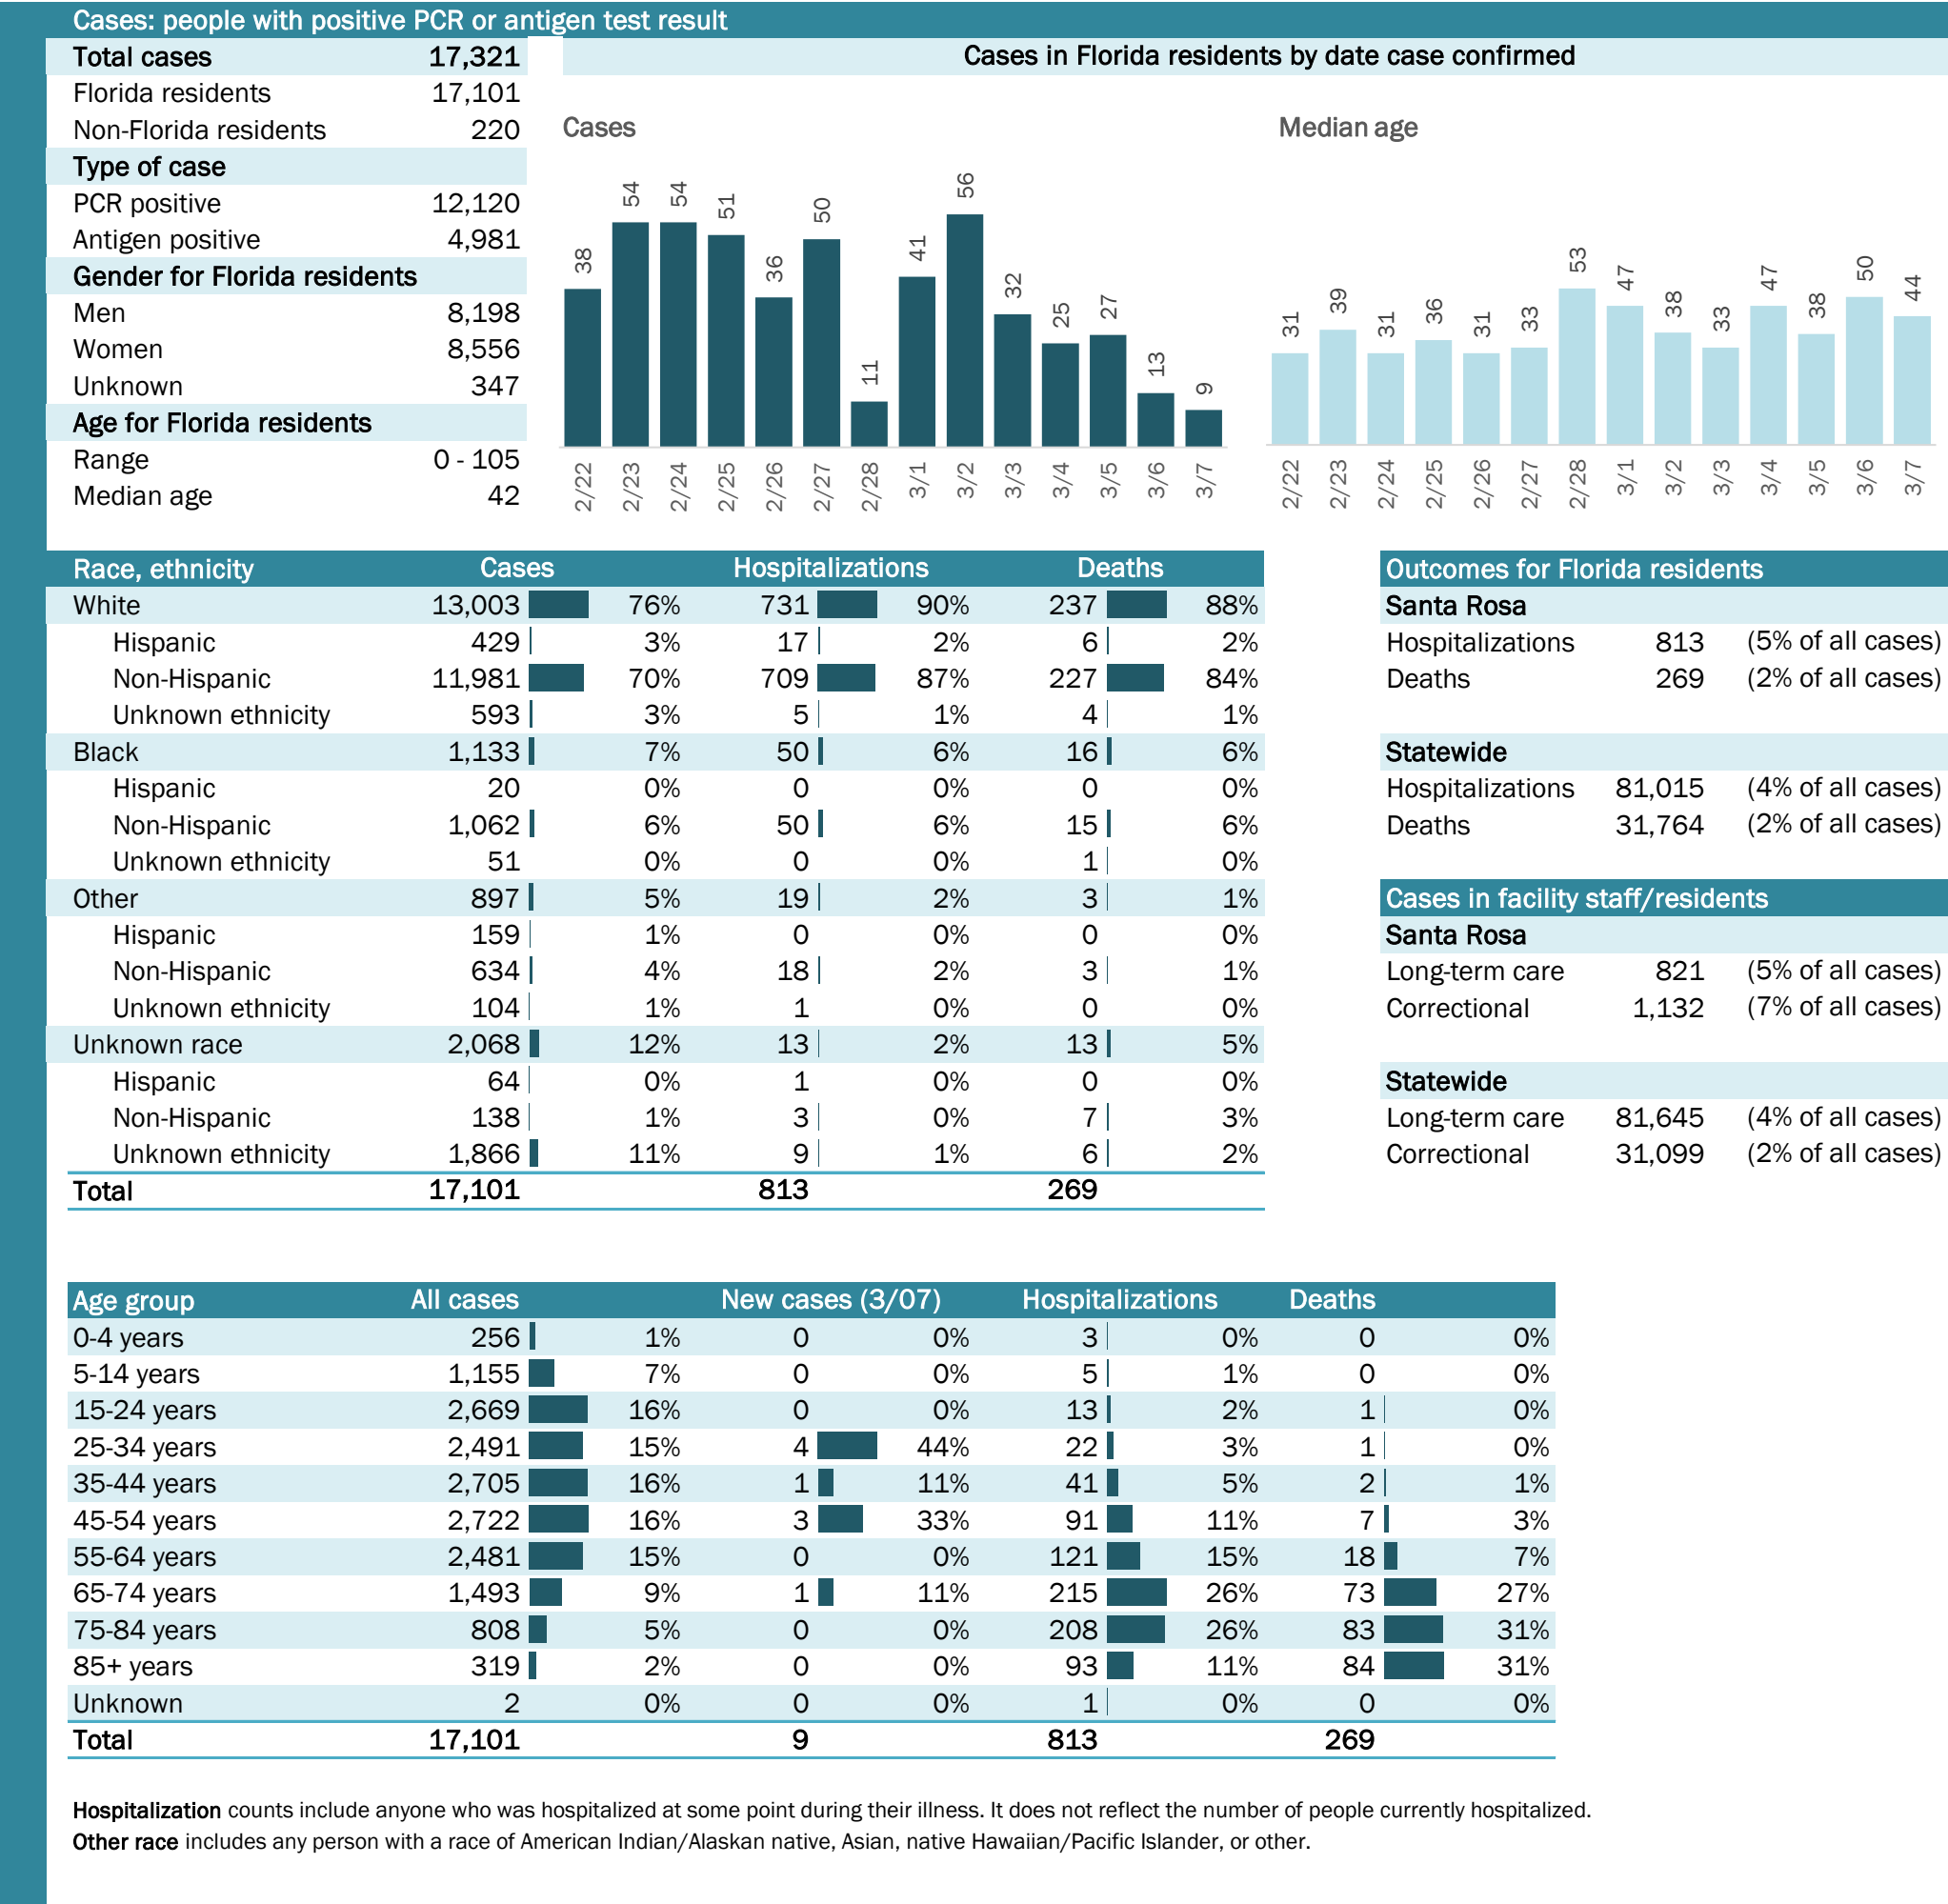 Cases: people with positive PCR or antigen test result
Total cases 17,321
Florida residents 17,101
Non-Florida residents 220
Type of case
PCR positive 12,120
Antigen positive 4,981
Gender for Florida residents
Men 8,198
Women 8,556
Unknown 347
Age for Florida residents
Range 0 - 105
Median age 42
Cases in Florida residents by date case confirmed
Cases
38 54 54 51 36 50 11 41 56 32 25 27 13 9
2/22 2/23 2/24 2/25 2/26 2/27 2/28 3/1 3/2 3/3 3/4 3/5 3/6 3/7
Median age
31 39 31 36 31 33 53 47 38 33 47 38 50 44
2/22 2/23 2/24 2/25 2/26 2/27 2/28 3/1 3/2 3/3 3/4 3/5 3/6 3/7
Race, ethnicity Cases Hospitalizations Deaths
White 13,003 76% 731 90% 237 88%
Hispanic 429 3% 17 2% 6 2%
Non-Hispanic 11,981 70% 709 87% 227 84%
Unknown ethnicity 593 3% 5 1% 4 1%
Black 1,133 7% 50 6% 16 6%
Hispanic 20 0% 0 0% 0 0%
Non-Hispanic 1,062 6% 50 6% 15 6%
Unknown ethnicity 51 0% 0 0% 1 0%
Other 897 5% 19 2% 3 1%
Hispanic 159 1% 0 0% 0 0%
Non-Hispanic 634 4% 18 2% 3 1%
Unknown ethnicity 104 1% 1 0% 0 0%
Unknown race 2,068 12% 13 2% 13 5%
Hispanic 64 0% 1 0% 0 0%
Non-Hispanic 138 1% 3 0% 7 3%
Unknown ethnicity 1,866 11% 9 1% 6 2%
Total 17,101 813 269
Outcomes for Florida residents
Santa Rosa
Hospitalizations 813 (5% of all cases)
Deaths 269 (2% of all cases)
Statewide
Hospitalizations 81,015 (4% of all cases)
Deaths 31,764 (2% of all cases)
Cases in facility staff/residents
Santa Rosa
Long-term care 821 (5% of all cases)
Correctional 1,132 (7% of all cases)
Statewide
Long-term care 81,645 (4% of all cases)
Correctional 31,099 (2% of all cases)
Age group All cases New cases (3/07) Hospitalizations Deaths
0-4 years 256 1% 0 0% 3 0% 0 0%
5-14 years 1,155 7% 0 0% 5 1% 0 0%
15-24 years 2,669 16% 0 0% 13 2% 1 0%
25-34 years 2,491 15% 4 44% 22 3% 1 0%
35-44 years 2,705 16% 1 11% 41 5% 2 1%
45-54 years 2,722 16% 3 33% 91 11% 7 3%
55-64 years 2,481 15% 0 0% 121 15% 18 7%
65-74 years 1,493 9% 1 11% 215 26% 73 27%
75-84 years 808 5% 0 0% 208 26% 83 31%
85+ years 319 2% 0 0% 93 11% 84 31%
Unknown 2 0% 0 0% 1 0% 0 0%
Total 17,101 9 813 269
Hospitalization counts include anyone who was hospitalized at some point during their illness. It does not reflect the number of people currently hospitalized.
Other race includes any person with a race of American Indian/Alaskan native, Asian, native Hawaiian/Pacific Islander, or other.